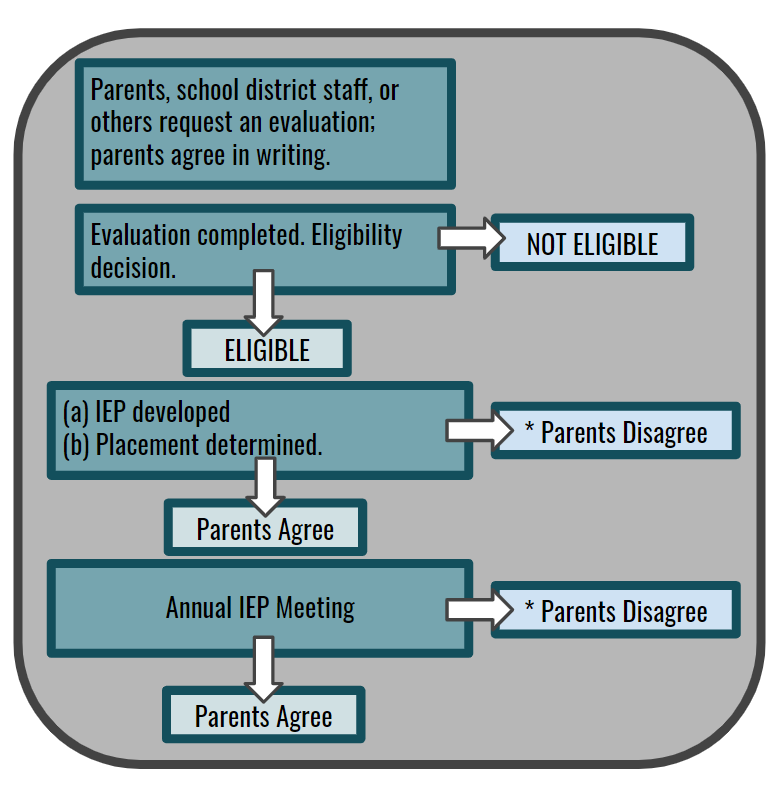 Parents, school district staff, or
others request an evaluation;
parents agree in writing.
Evaluation completed. Eligibility
decision.
NOT ELIGIBLE
ELIGIBLE
(a) IEP developed
(b) Placement determined.
* Parents Disagree
Parents Agree
Annual IEP Meeting
* Parents Disagree
Parents Agree